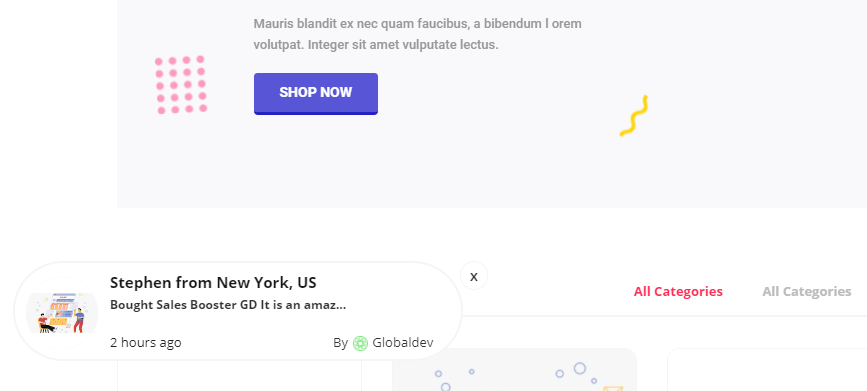 Mauris blandit ex nec quam faucibus, a bibendum l orem
volutpat. Integer sit amet vulputate lectus.
SHOP NOW
x
Stephen from New York, US
Bought Sales Booster GD It is an amaz...
2 hours ago
By Globaldev
All Categories
All Categories